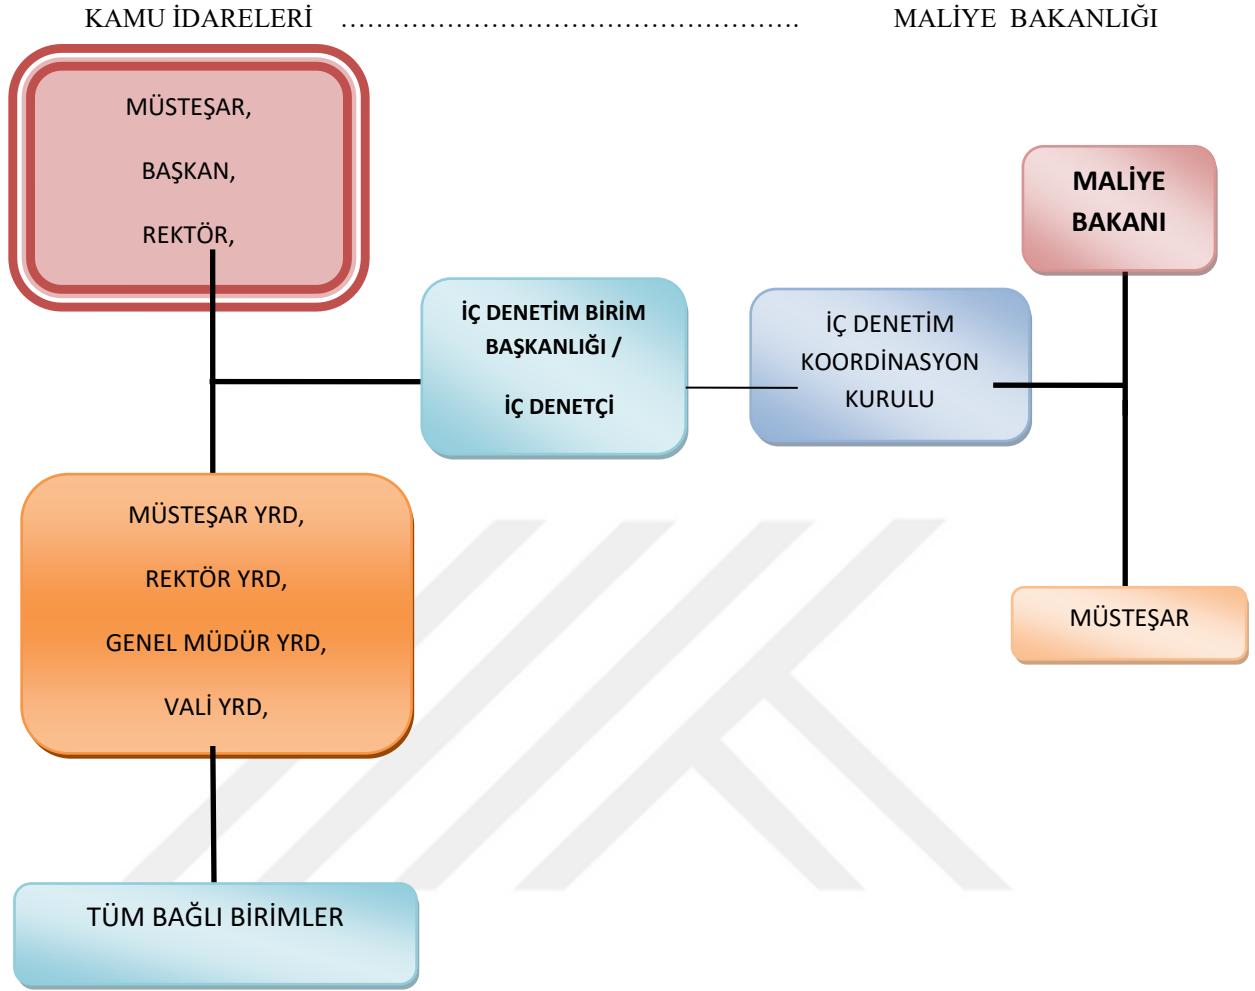 KAMU İDARELERİ ………………………………………………………. MALİYE BAKANLIĞI
MÜSTEŞAR,
BAŞKAN,
REKTÖR,
MALİYE
BAKANI
İÇ DENETİM BİRİM
BAŞKANLIĞI /
İÇ DENETÇİ
İÇ DENETİM
KOORDİNASYON
KURULU
MÜSTEŞAR YRD,
REKTÖR YRD,
GENEL MÜDÜR YRD,
VALİ YRD,
MÜSTEŞAR
TÜM BAĞLI BİRİMLER